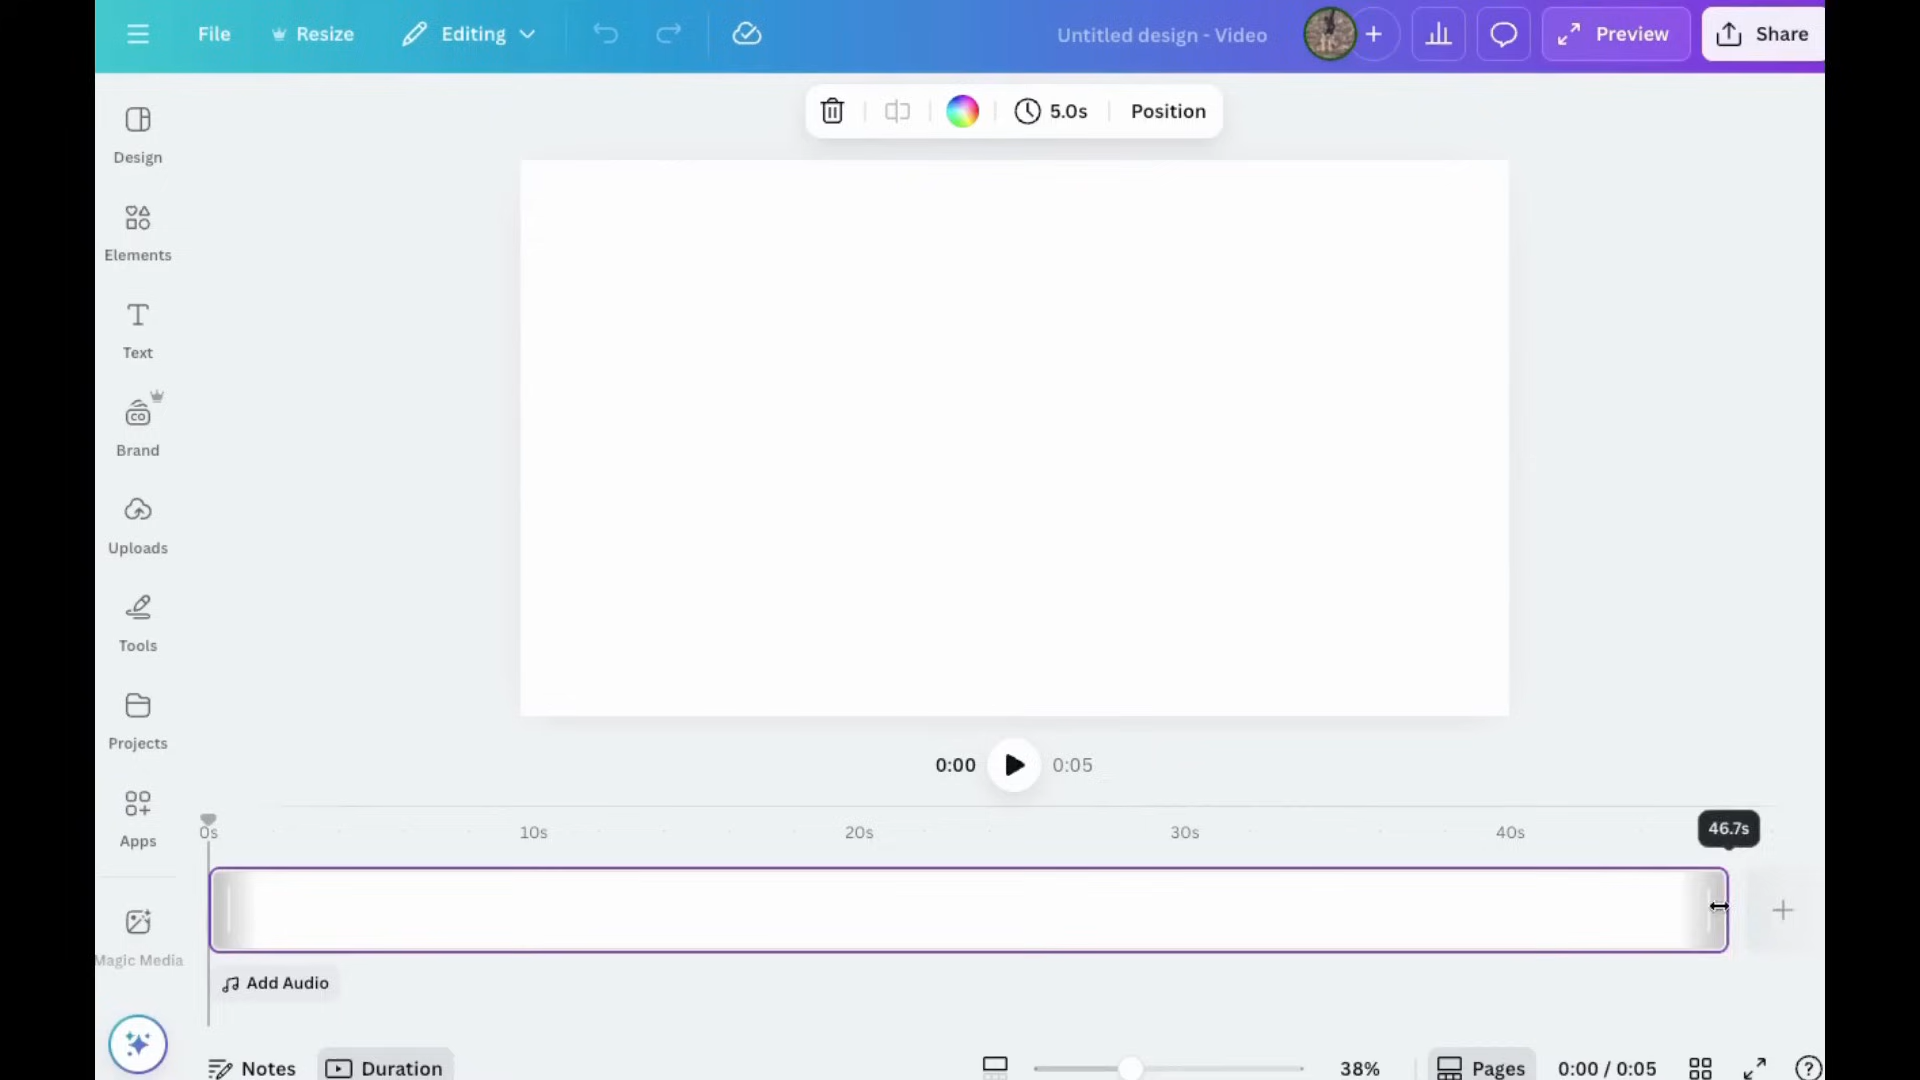 File
Resize
Editing
Untitled design - Video
Preview
Share
5.0s
Position
Design
Elements
Text
CO
Brand
Uploads
Tools
Projects
Apps
Magic Media
0:00
0:05
0s
10s
20s
30s
40s
46.7s
Add Audio
Notes
Duration
38%
Pages
0:00 / 0:05